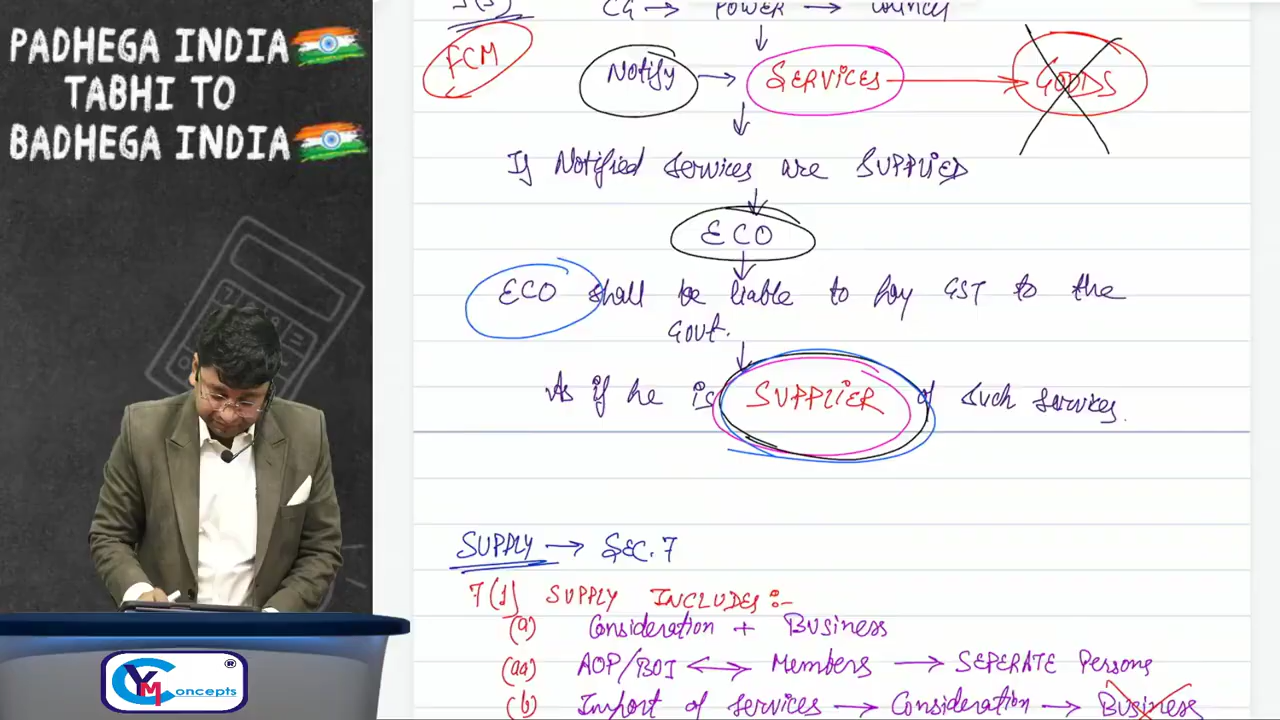 PADHEGA INDIA
TABHI TO
BADHEGA INDIA
CG → POWER → COUNCIL
FCM
Notify → SERVICES → GOODS
If Notified Services are SUPPLIED
ECO
ECO shall be liable to pay GST to the
Govt.
As if he is SUPPLIER of such services.
SUPPLY → SEC. 7
7(1) SUPPLY INCLUDES :-
(a) Consideration + Business
(aa) AOP/BOI ↔ Members → SEPERATE Persons
(b) Import of services → Consideration → Business
YM Concepts ®